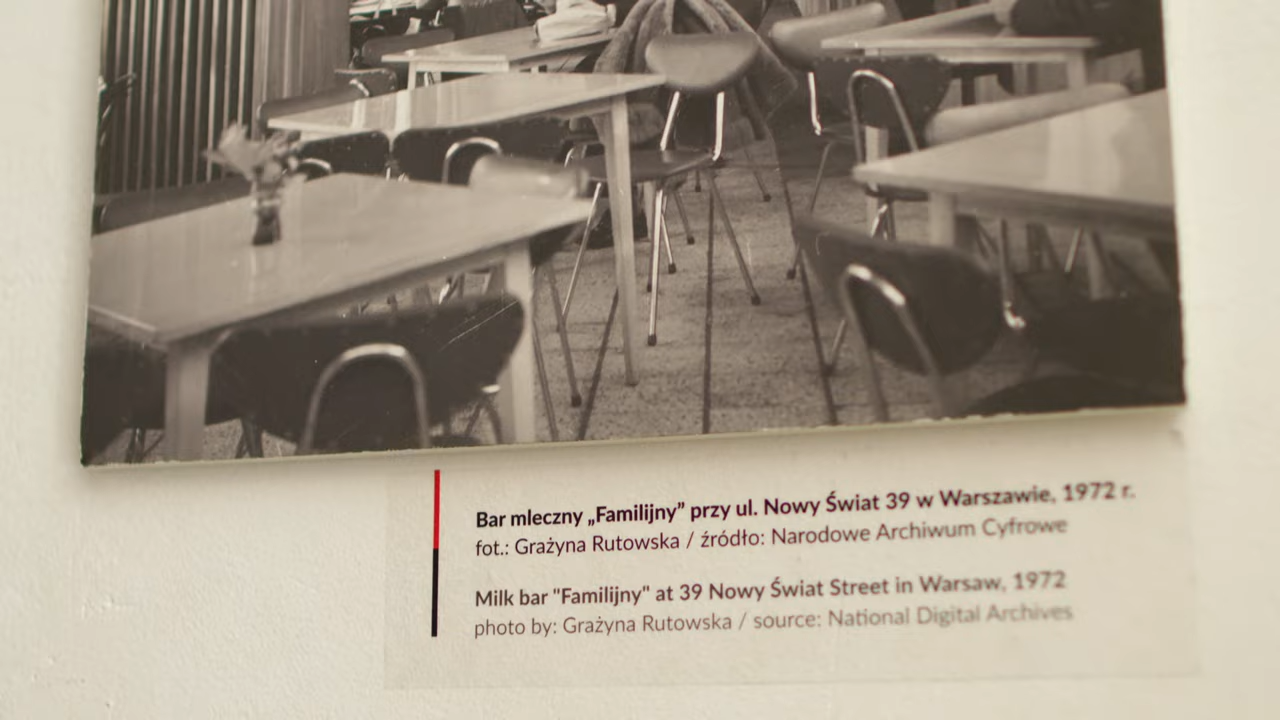 Bar mleczny „Familijny” przy ul. Nowy Świat 39 w Warszawie, 1972 r.
fot.: Grażyna Rutowska / źródło: Narodowe Archiwum Cyfrowe
Milk bar "Familijny" at 39 Nowy Świat Street in Warsaw, 1972
photo by: Grażyna Rutowska / source: National Digital Archives